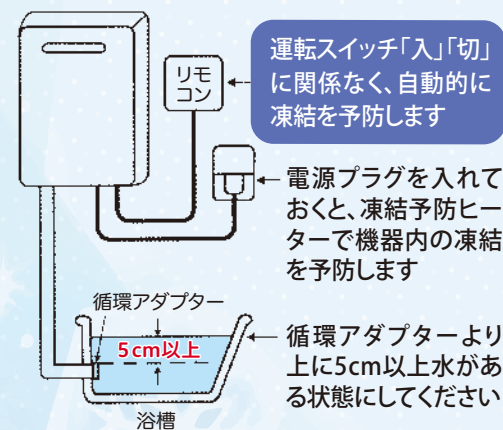 運転スイッチ「入」「切」
に関係なく、自動的に
凍結を予防します
リモ
コン
電源プラグを入れて
おくと、凍結予防ヒー
ターで機器内の凍結
を予防します
循環アダプター
5cm以上
循環アダプターより
上に5cm以上水があ
る状態にしてください
浴槽